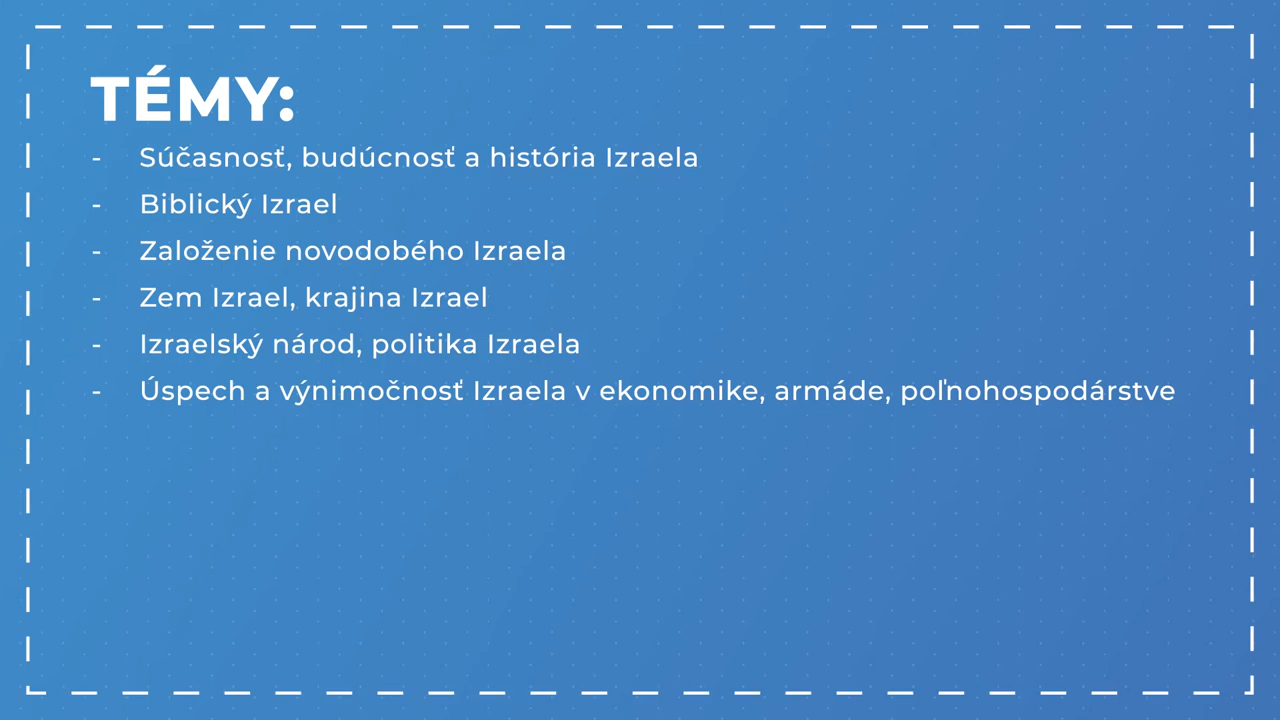 TÉMY:
- Súčasnosť, budúcnosť a história Izraela
- Biblický Izrael
- Založenie novodobého Izraela
- Zem Izrael, krajina Izrael
- Izraelský národ, politika Izraela
- Úspech a výnimočnosť Izraela v ekonomike, armáde, poľnohospodárstve